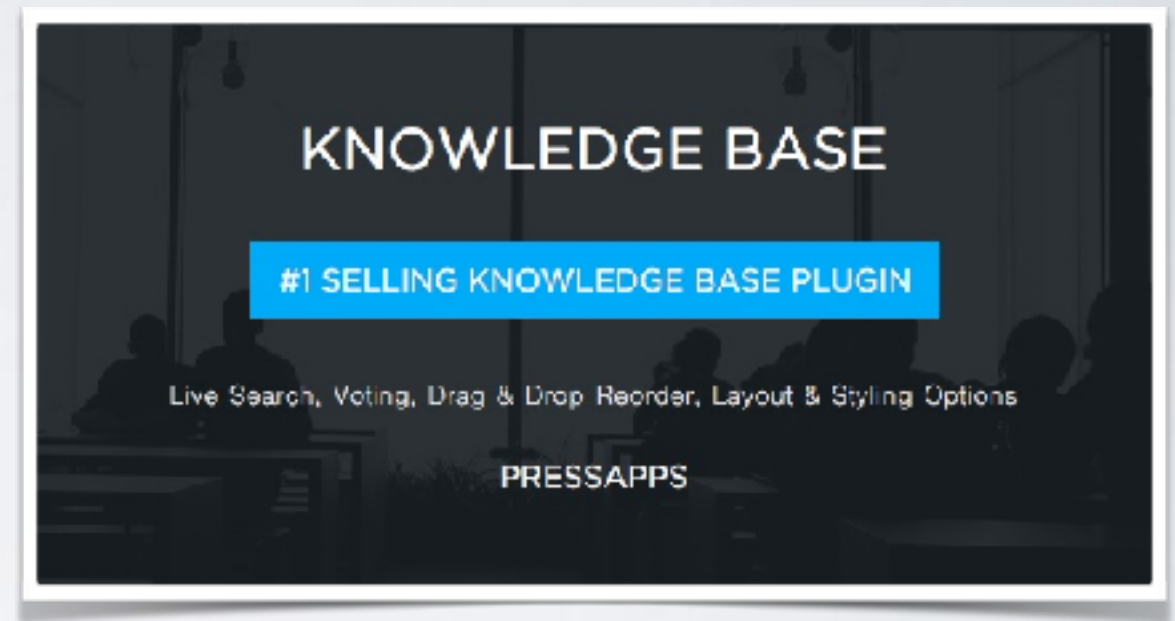 KNOWLEDGE BASE
#1 SELLING KNOWLEDGE BASE PLUGIN
Live Search, Voting, Drag & Drop Reorder, Layout & Styling Options
PRESSAPPS